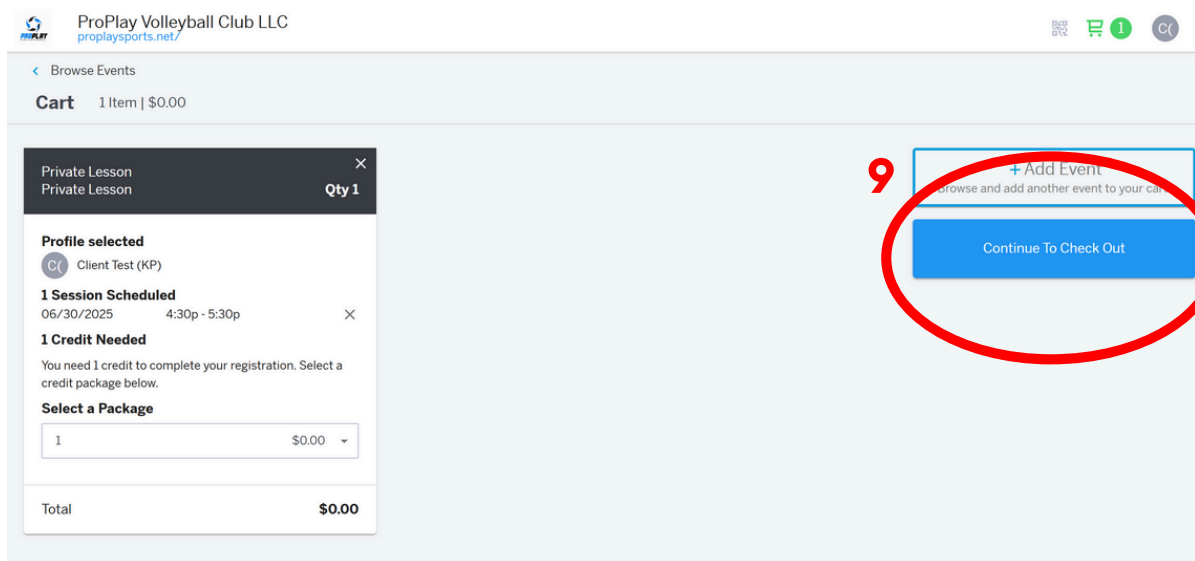 ProPlay Volleyball Club LLC
PROPLAY
proplaysports.net/
1
C(
< Browse Events
Cart 1 Item | $0.00
Private Lesson
Private Lesson Qty 1
Profile selected
C( Client Test (KP)
1 Session Scheduled
06/30/2025 4:30p - 5:30p
1 Credit Needed
You need 1 credit to complete your registration. Select a
credit package below.
Select a Package
1 $0.00
Total $0.00
9
+ Add Event
Browse and add another event to your
Continue To Check Out